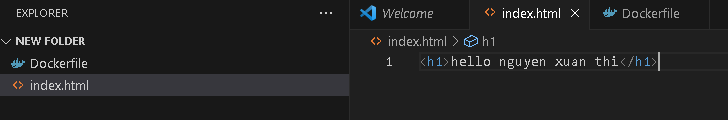 EXPLORER ···
NEW FOLDER
Dockerfile
index.html
Welcome index.html Dockerfile
index.html > h1
1 <h1>hello nguyen xuan thi</h1>